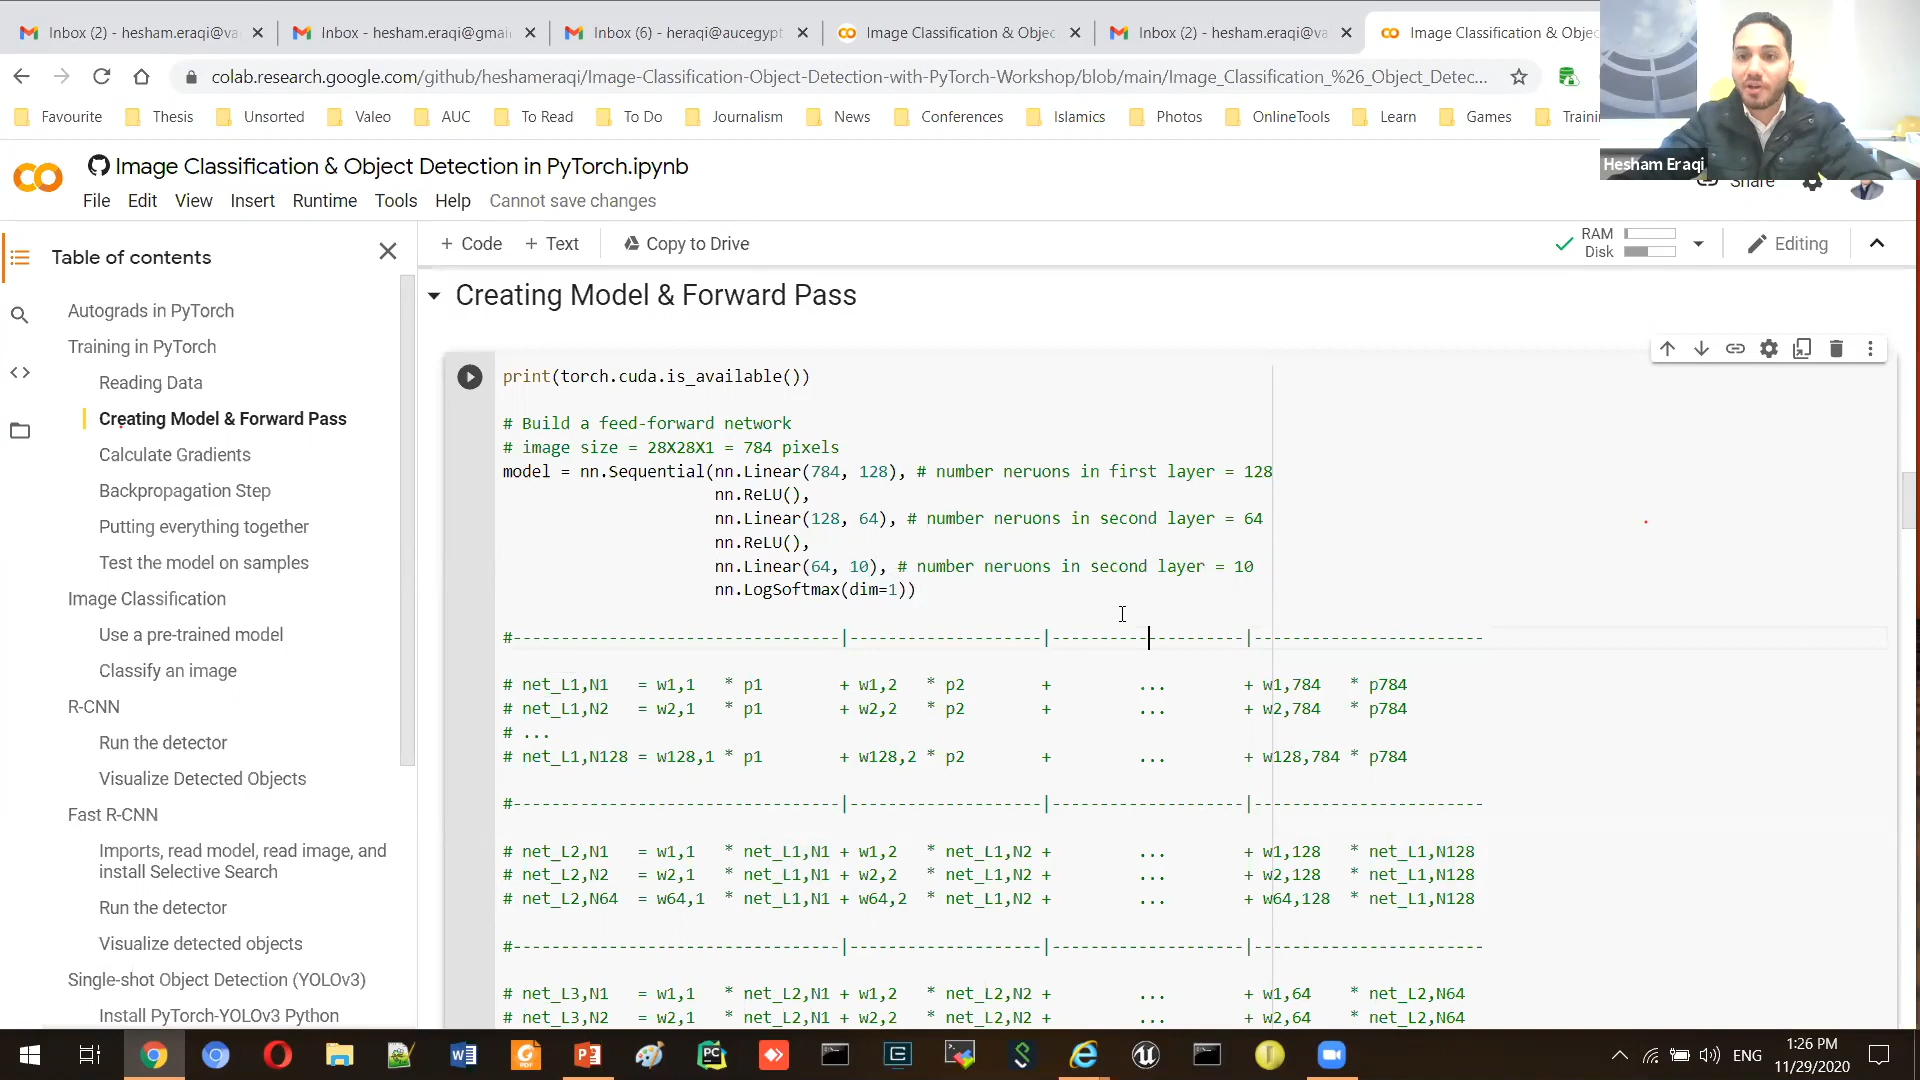 Inbox (2) - hesham.eraqi@va
Inbox - hesham.eraqi@gmai
Inbox (6) - heraqi@aucegypt
Image Classification & Objec
Inbox (2) - hesham.eraqi@va
Image Classification & Objec
colab.research.google.com/github/heshameraqi/Image-Classification-Object-Detection-with-PyTorch-Workshop/blob/main/Image_Classification_%26_Object_Detec...
Favourite Thesis Unsorted Valeo AUC To Read To Do Journalism News Conferences Islamics Photos OnlineTools Learn Games Traini
Hesham Eraqi
CO
Image Classification & Object Detection in PyTorch.ipynb
Share
File Edit View Insert Runtime Tools Help Cannot save changes
Table of contents
+ Code + Text Copy to Drive
RAM
Disk
Editing
Autograds in PyTorch
Training in PyTorch
Reading Data
Creating Model & Forward Pass
Calculate Gradients
Backpropagation Step
Putting everything together
Test the model on samples
Image Classification
Use a pre-trained model
Classify an image
R-CNN
Run the detector
Visualize Detected Objects
Fast R-CNN
Imports, read model, read image, and
install Selective Search
Run the detector
Visualize detected objects
Single-shot Object Detection (YOLOv3)
Install PyTorch-YOLOv3 Python
Creating Model & Forward Pass
print(torch.cuda.is_available())
# Build a feed-forward network
# image size = 28X28X1 = 784 pixels
model = nn.Sequential(nn.Linear(784, 128), # number neruons in first layer = 128
nn.ReLU(),
nn.Linear(128, 64), # number neruons in second layer = 64
nn.ReLU(),
nn.Linear(64, 10), # number neruons in second layer = 10
nn.LogSoftmax(dim=1))
#----------------------------------|--------------------|--------------------|------------------------
# net_L1,N1 = w1,1 * p1 + w1,2 * p2 + ... + w1,784 * p784
# net_L1,N2 = w2,1 * p1 + w2,2 * p2 + ... + w2,784 * p784
# ...
# net_L1,N128 = w128,1 * p1 + w128,2 * p2 + ... + w128,784 * p784
#----------------------------------|--------------------|--------------------|------------------------
# net_L2,N1 = w1,1 * net_L1,N1 + w1,2 * net_L1,N2 + ... + w1,128 * net_L1,N128
# net_L2,N2 = w2,1 * net_L1,N1 + w2,2 * net_L1,N2 + ... + w2,128 * net_L1,N128
# net_L2,N64 = w64,1 * net_L1,N1 + w64,2 * net_L1,N2 + ... + w64,128 * net_L1,N128
#----------------------------------|--------------------|--------------------|------------------------
# net_L3,N1 = w1,1 * net_L2,N1 + w1,2 * net_L2,N2 + ... + w1,64 * net_L2,N64
# net_L3,N2 = w2,1 * net_L2,N1 + w2,2 * net_L2,N2 + ... + w2,64 * net_L2,N64
ENG
1:26 PM
11/29/2020